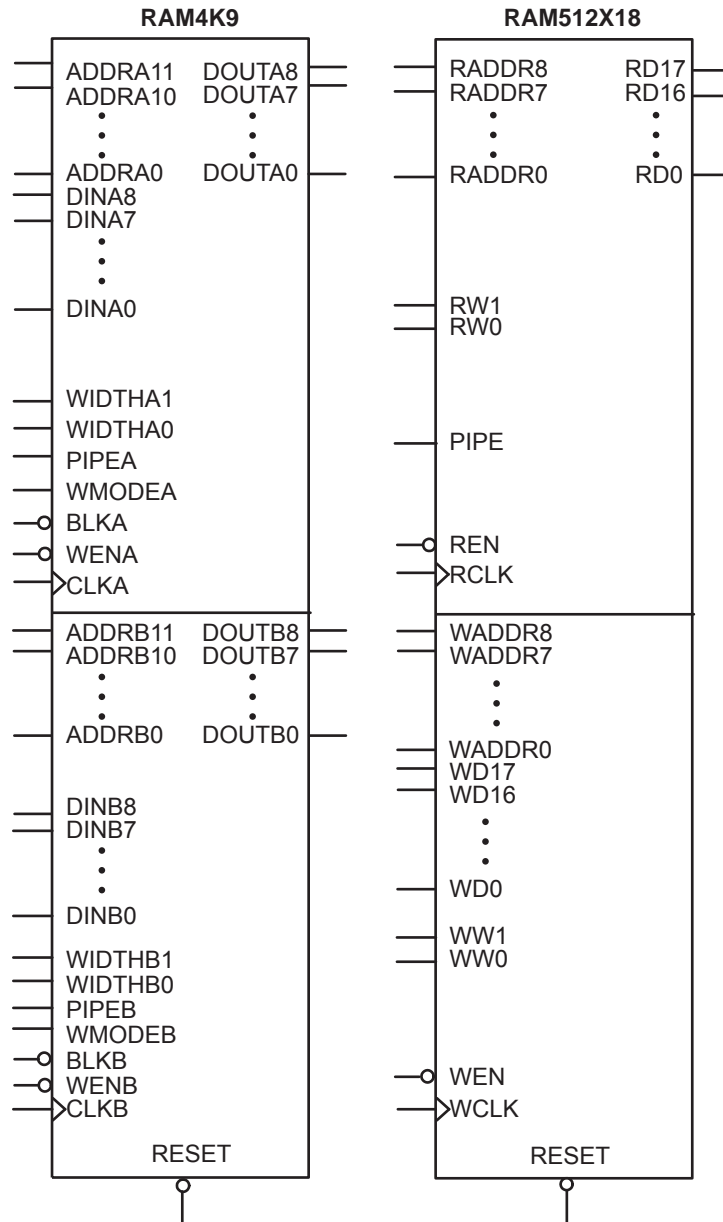 RAM4K9
ADDRA11 DOUTA8
ADDRA10 DOUTA7
ADDRA0 DOUTA0
DINA8
DINA7
DINA0
WIDTHA1
WIDTHA0
PIPEA
WMODEA
BLKA
WENA
CLKA
ADDRB11 DOUTB8
ADDRB10 DOUTB7
ADDRB0 DOUTB0
DINB8
DINB7
DINB0
WIDTHB1
WIDTHB0
PIPEB
WMODEB
BLKB
WENB
CLKB
RESET
RAM512X18
RADDR8 RD17
RADDR7 RD16
RADDR0 RD0
RW1
RW0
PIPE
REN
RCLK
WADDR8
WADDR7
WADDR0
WD17
WD16
WD0
WW1
WW0
WEN
WCLK
RESET